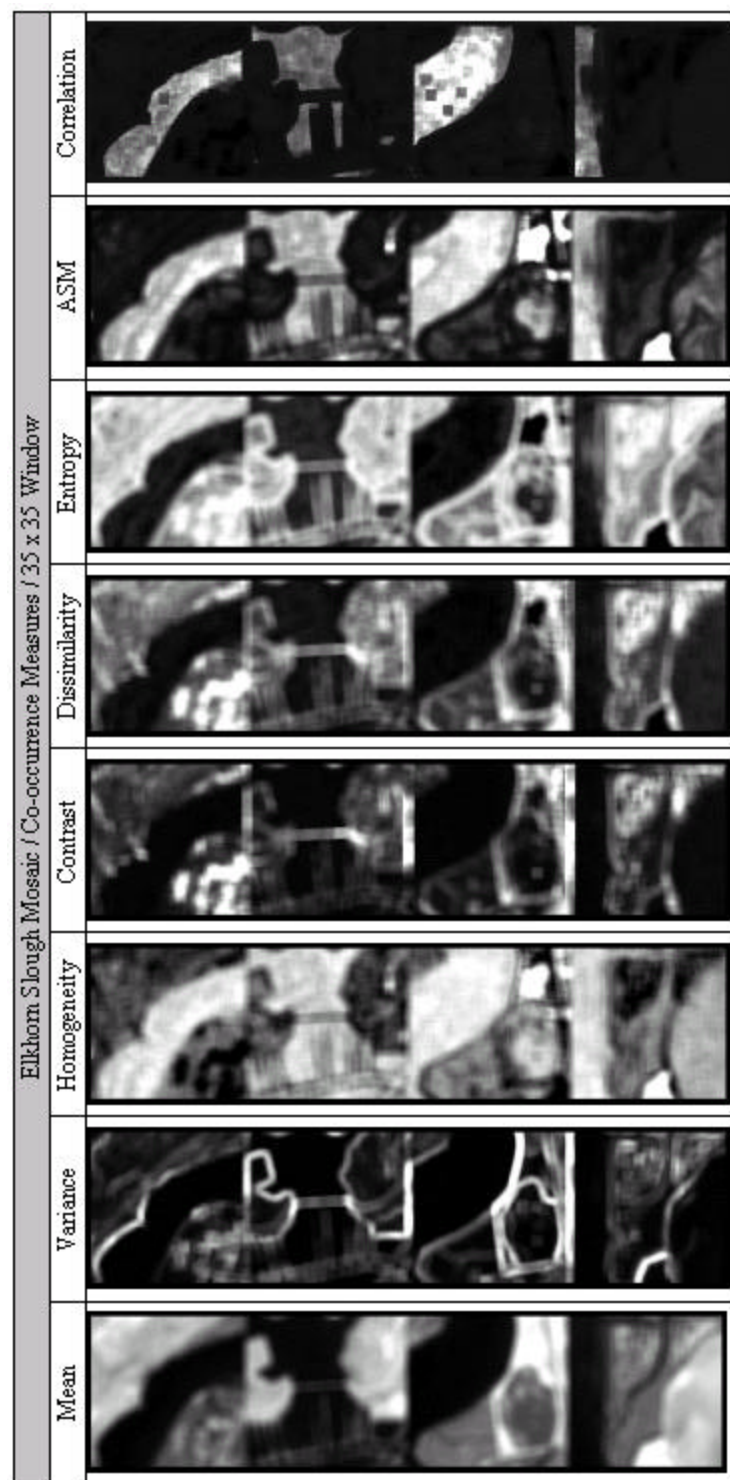 Elkhorn Slough Mosaic / Co-occurrence Measures / 35 x 35 Window
Mean
Variance
Homogeneity
Contrast
Dissimilarity
Entropy
ASM
Correlation